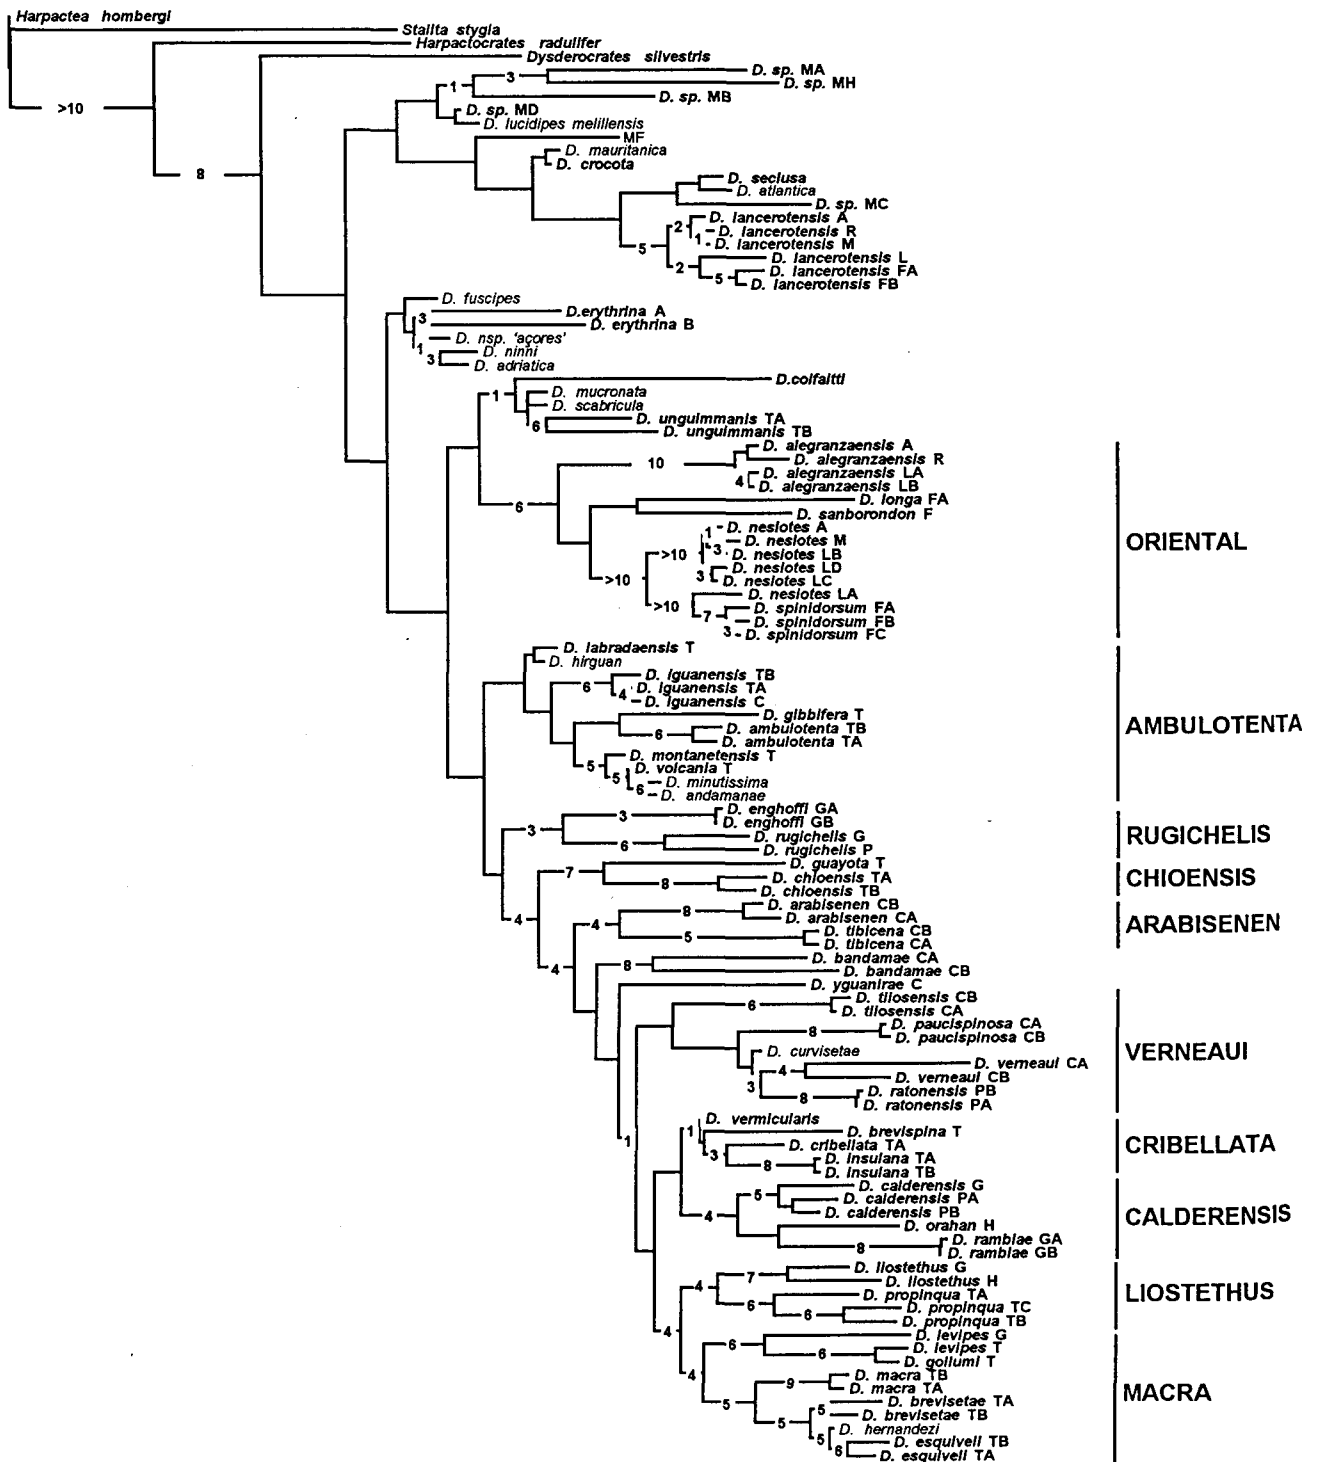 Harpactea hombergi
Stalita stygia
Harpactocrates radulifer
Dysderocrates silvestris
D. sp. MA
3
D. sp. MH
1
D. sp. MB
>10
D. sp. MD
D. lucidipes melillensis
MF
D. mauritanica
D. crocota
8
D. seclusa
D. atlantica
D. sp. MC
D. lancerotensis A
2
D. lancerotensis R
1
D. lancerotensis M
5
D. lancerotensis L
2
D. lancerotensis FA
5
D. lancerotensis FB
D. fuscipes
D.erythrina A
3
D. erythrina B
D. nsp. 'açores'
1
D. ninni
3
D. adriatica
D.coiffaitti
1
D. mucronata
D. scabricula
D. unguimmanis TA
6
D. unguimmanis TB
D. alegranzaensis A
10
D. alegranzaensis R
D. alegranzaensis LA
4
D. alegranzaensis LB
D. longa FA
6
D. sanborondon F
D. nesiotes A
1
D. nesiotes M
3
ORIENTAL
>10
D. nesiotes LB
D. nesiotes LD
3
>10
D. nesiotes LC
D. nesiotes LA
>10
D. spinidorsum FA
7
D. spinidorsum FB
3
D. spinidorsum FC
D. labradaensis T
D. hirguan
D. iguanensis TB
6
D. iguanensis TA
4
D. iguanensis C
D. gibbifera T
AMBULOTENTA
D. ambulotenta TB
6
D. ambulotenta TA
D. montanetensis T
5
D. volcania T
5
D. minutissima
6
D. andamanae
D. enghoffi GA
3
D. enghoffi GB
3
D. rugichelis G
RUGICHELIS
6
D. rugichelis P
D. guayota T
7
D. chioensis TA
CHIOENSIS
8
D. chioensis TB
D. arabisenen CB
8
D. arabisenen CA
4
4
ARABISENEN
D. tibicena CB
5
D. tibicena CA
D. bandamae CA
8
4
D. bandamae CB
D. yguanirae C
D. tilosensis CB
6
D. tilosensis CA
D. paucispinosa CA
8
D. paucispinosa CB
D. curvisetae
VERNEAUI
D. verneaui CA
4
D. verneaui CB
3
D. ratonensis PB
8
D. ratonensis PA
D. vermicularis
1
D. brevispina T
1
D. cribellata TA
CRIBELLATA
3
D. insulana TA
8
D. insulana TB
D. calderensis G
5
D. calderensis PA
D. calderensis PB
4
CALDERENSIS
D. orahan H
D. ramblae GA
8
D. ramblae GB
D. liostethus G
7
D. liostethus H
4
LIOSTETHUS
D. propinqua TA
6
D. propinqua TC
6
D. propinqua TB
4
D. levipes G
6
D. levipes T
6
D. gollumi T
4
D. macra TB
9
D. macra TA
MACRA
D. brevisetae TA
5
5
D. brevisetae TB
5
D. hernandezi
5
D. esquiveli TB
6
D. esquiveli TA